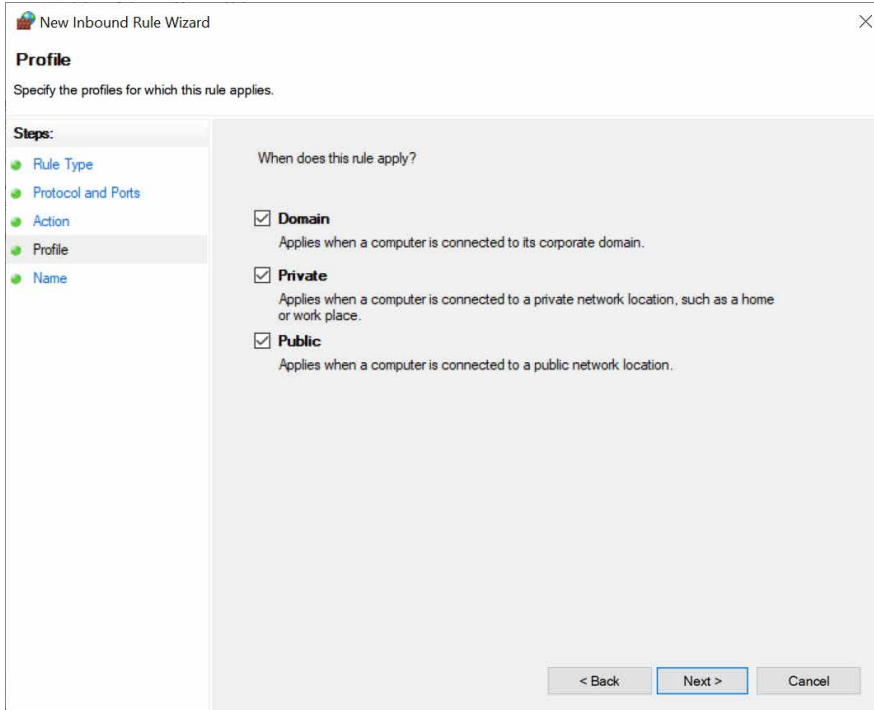 New Inbound Rule Wizard
Profile
Specify the profiles for which this rule applies.
Steps:
Rule Type
Protocol and Ports
Action
Profile
Name
When does this rule apply?
Domain
Applies when a computer is connected to its corporate domain.
Private
Applies when a computer is connected to a private network location, such as a home
or work place.
Public
Applies when a computer is connected to a public network location.
< Back
Next >
Cancel